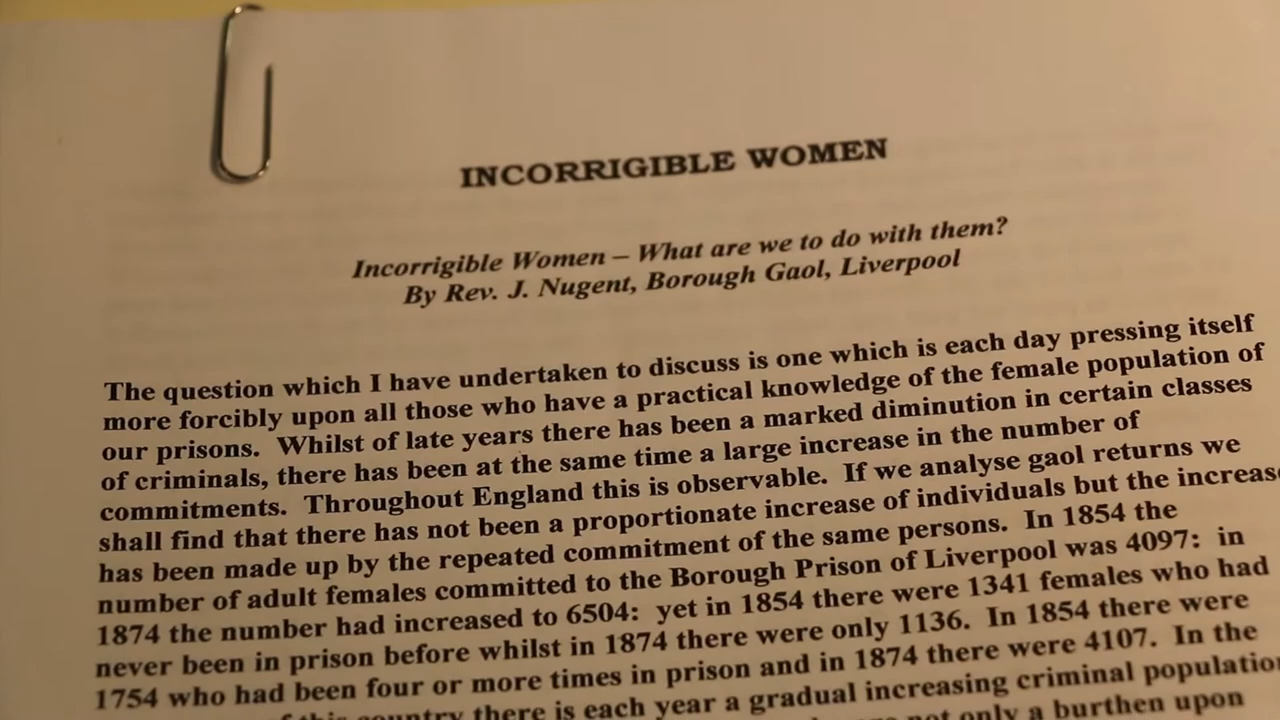 INCORRIGIBLE WOMEN
Incorrigible Women – What are we to do with them?
By Rev. J. Nugent, Borough Gaol, Liverpool
The question which I have undertaken to discuss is one which is each day pressing itself
more forcibly upon all those who have a practical knowledge of the female population of
our prisons. Whilst of late years there has been a marked diminution in certain classes
of criminals, there has been at the same time a large increase in the number of
commitments. Throughout England this is observable. If we analyse gaol returns we
shall find that there has not been a proportionate increase of individuals but the increase
has been made up by the repeated commitment of the same persons. In 1854 the
number of adult females committed to the Borough Prison of Liverpool was 4097: in
1874 the number had increased to 6504: yet in 1854 there were 1341 females who had
never been in prison before whilst in 1874 there were only 1136. In 1854 there were
1754 who had been four or more times in prison and in 1874 there were 4107. In the
of this country there is each year a gradual increasing criminal population
not only a burthen upon